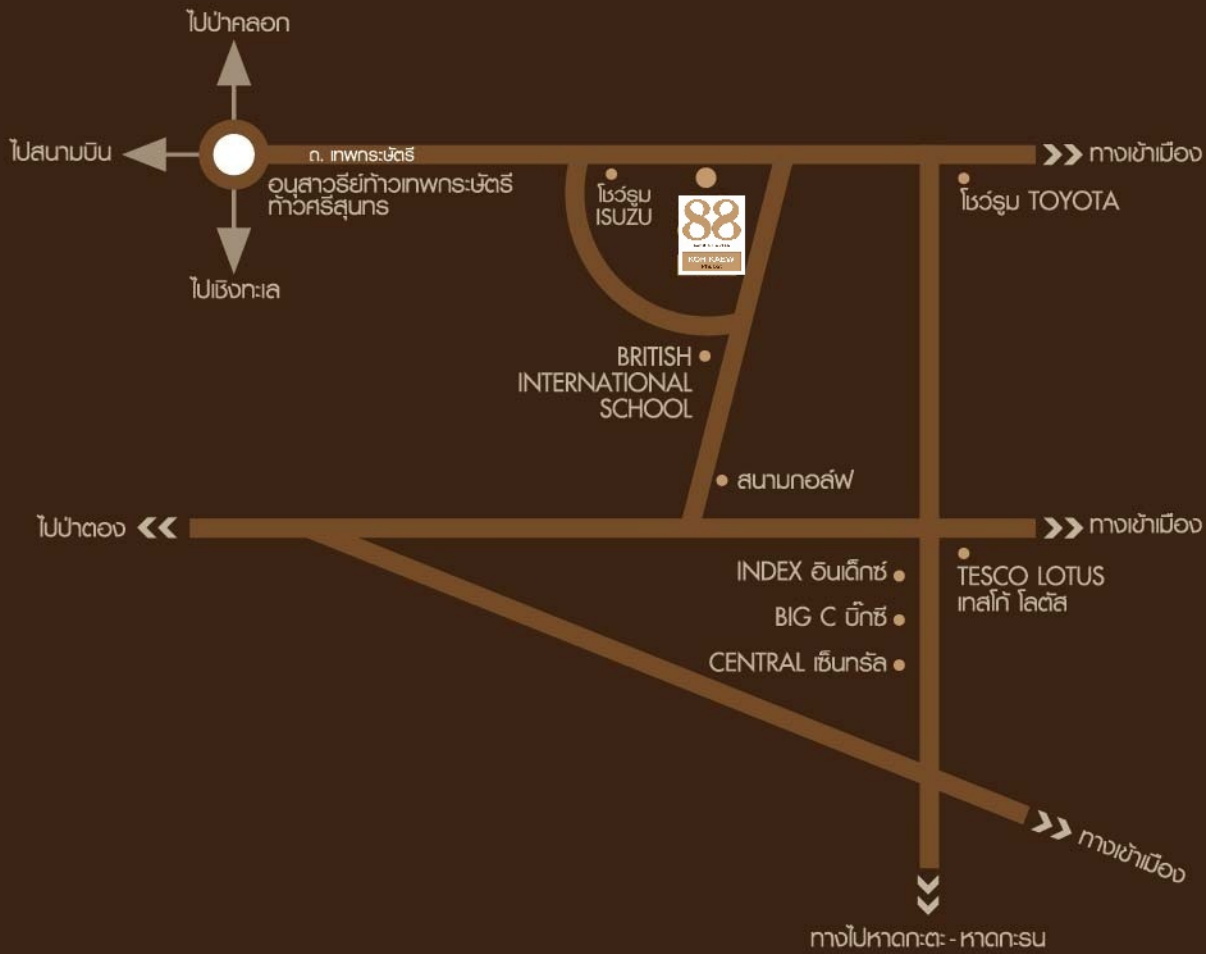 ไปป่าคลอก
ไปสนามบิน
ถ. เทพกระษัตรี
ทางเข้าเมือง
อนุสาวรีย์ท้าวเทพกระษัตรี
ท้าวศรีสุนทร
โชว์รูม
ISUZU
88
KOH KAEW
โชว์รูม TOYOTA
ไปเชิงทะเล
BRITISH
INTERNATIONAL
SCHOOL
สนามกอล์ฟ
ไปป่าตอง
ทางเข้าเมือง
INDEX อินเด็กซ์
TESCO LOTUS
เทสโก้ โลตัส
BIG C บิ๊กซี
CENTRAL เซ็นทรัล
ทางเข้าเมือง
ทางไปหาดกะตะ - หาดกะรน